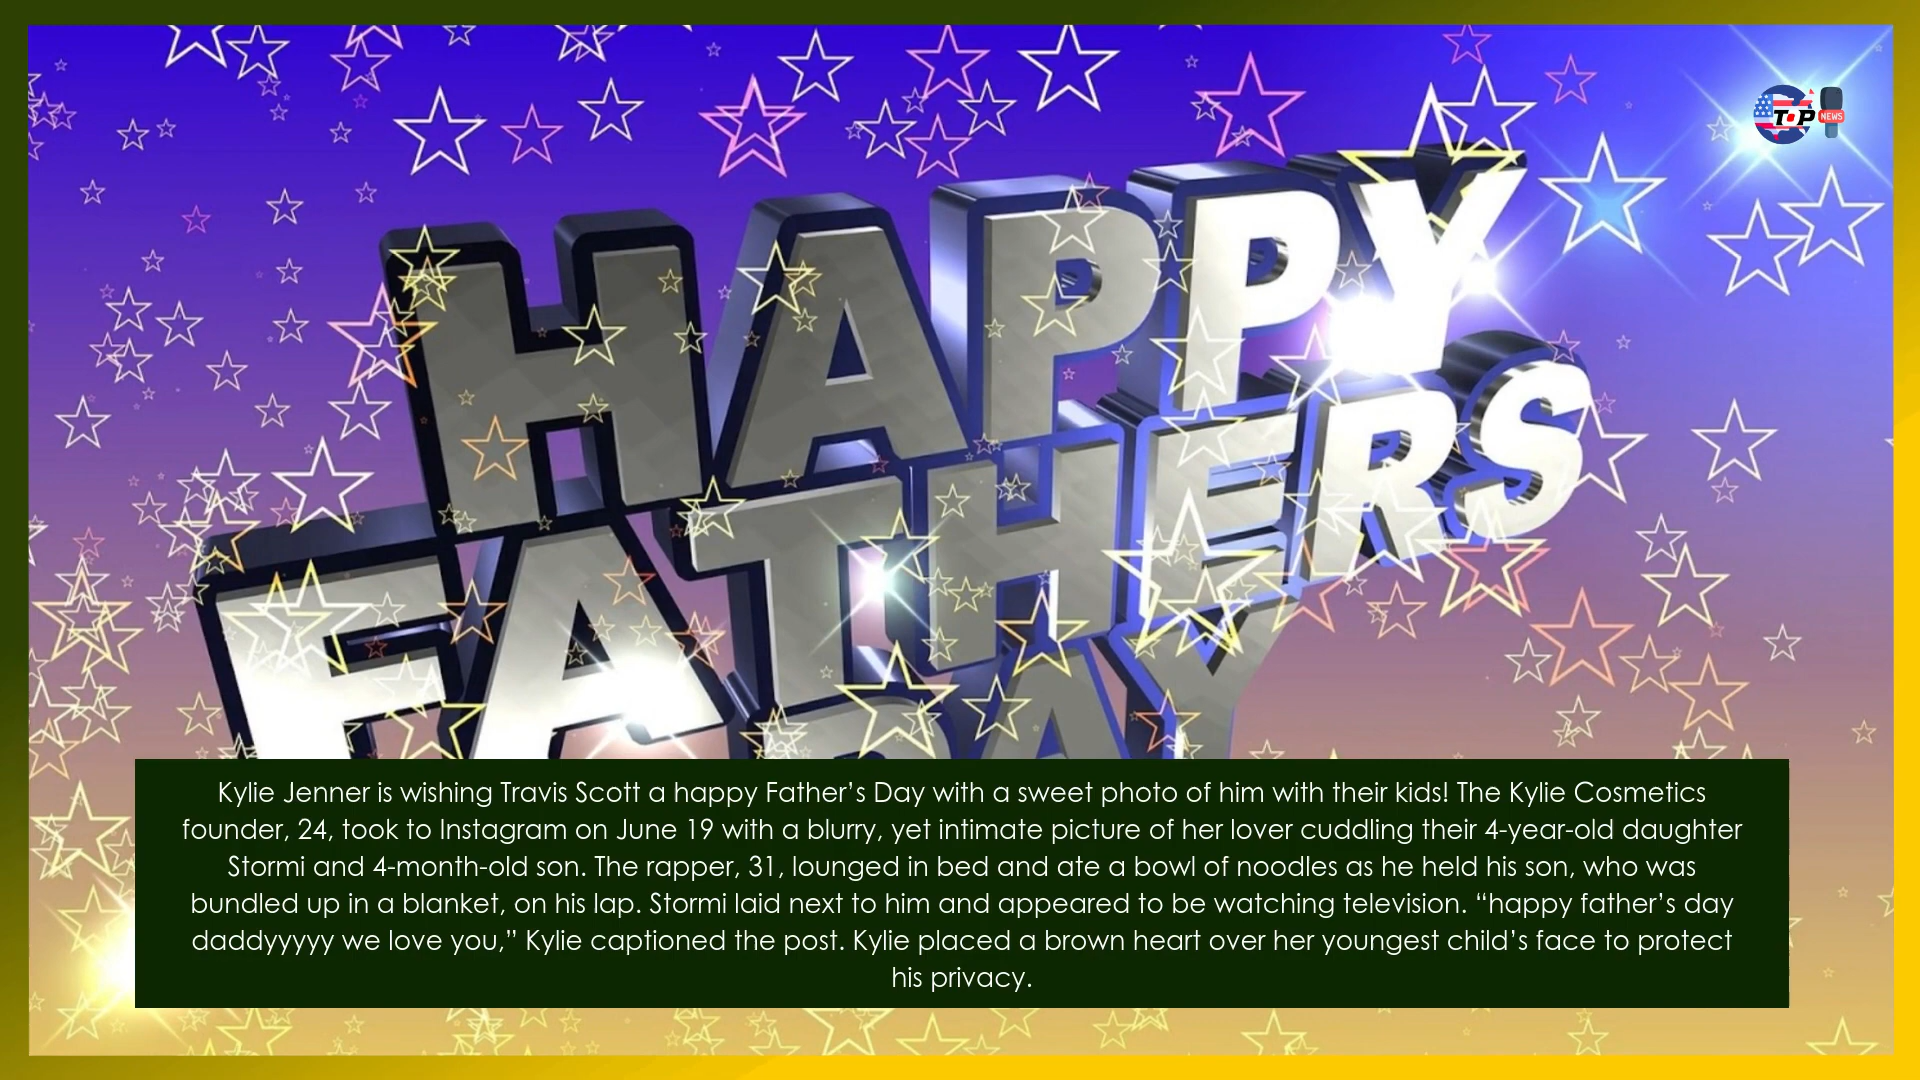 TOP
NEWS
HAPPY
FATHERS
DAY
Kylie Jenner is wishing Travis Scott a happy Father’s Day with a sweet photo of him with their kids! The Kylie Cosmetics
founder, 24, took to Instagram on June 19 with a blurry, yet intimate picture of her lover cuddling their 4-year-old daughter
Stormi and 4-month-old son. The rapper, 31, lounged in bed and ate a bowl of noodles as he held his son, who was
bundled up in a blanket, on his lap. Stormi laid next to him and appeared to be watching television. “happy father’s day
daddyyyyy we love you,” Kylie captioned the post. Kylie placed a brown heart over her youngest child’s face to protect
his privacy.